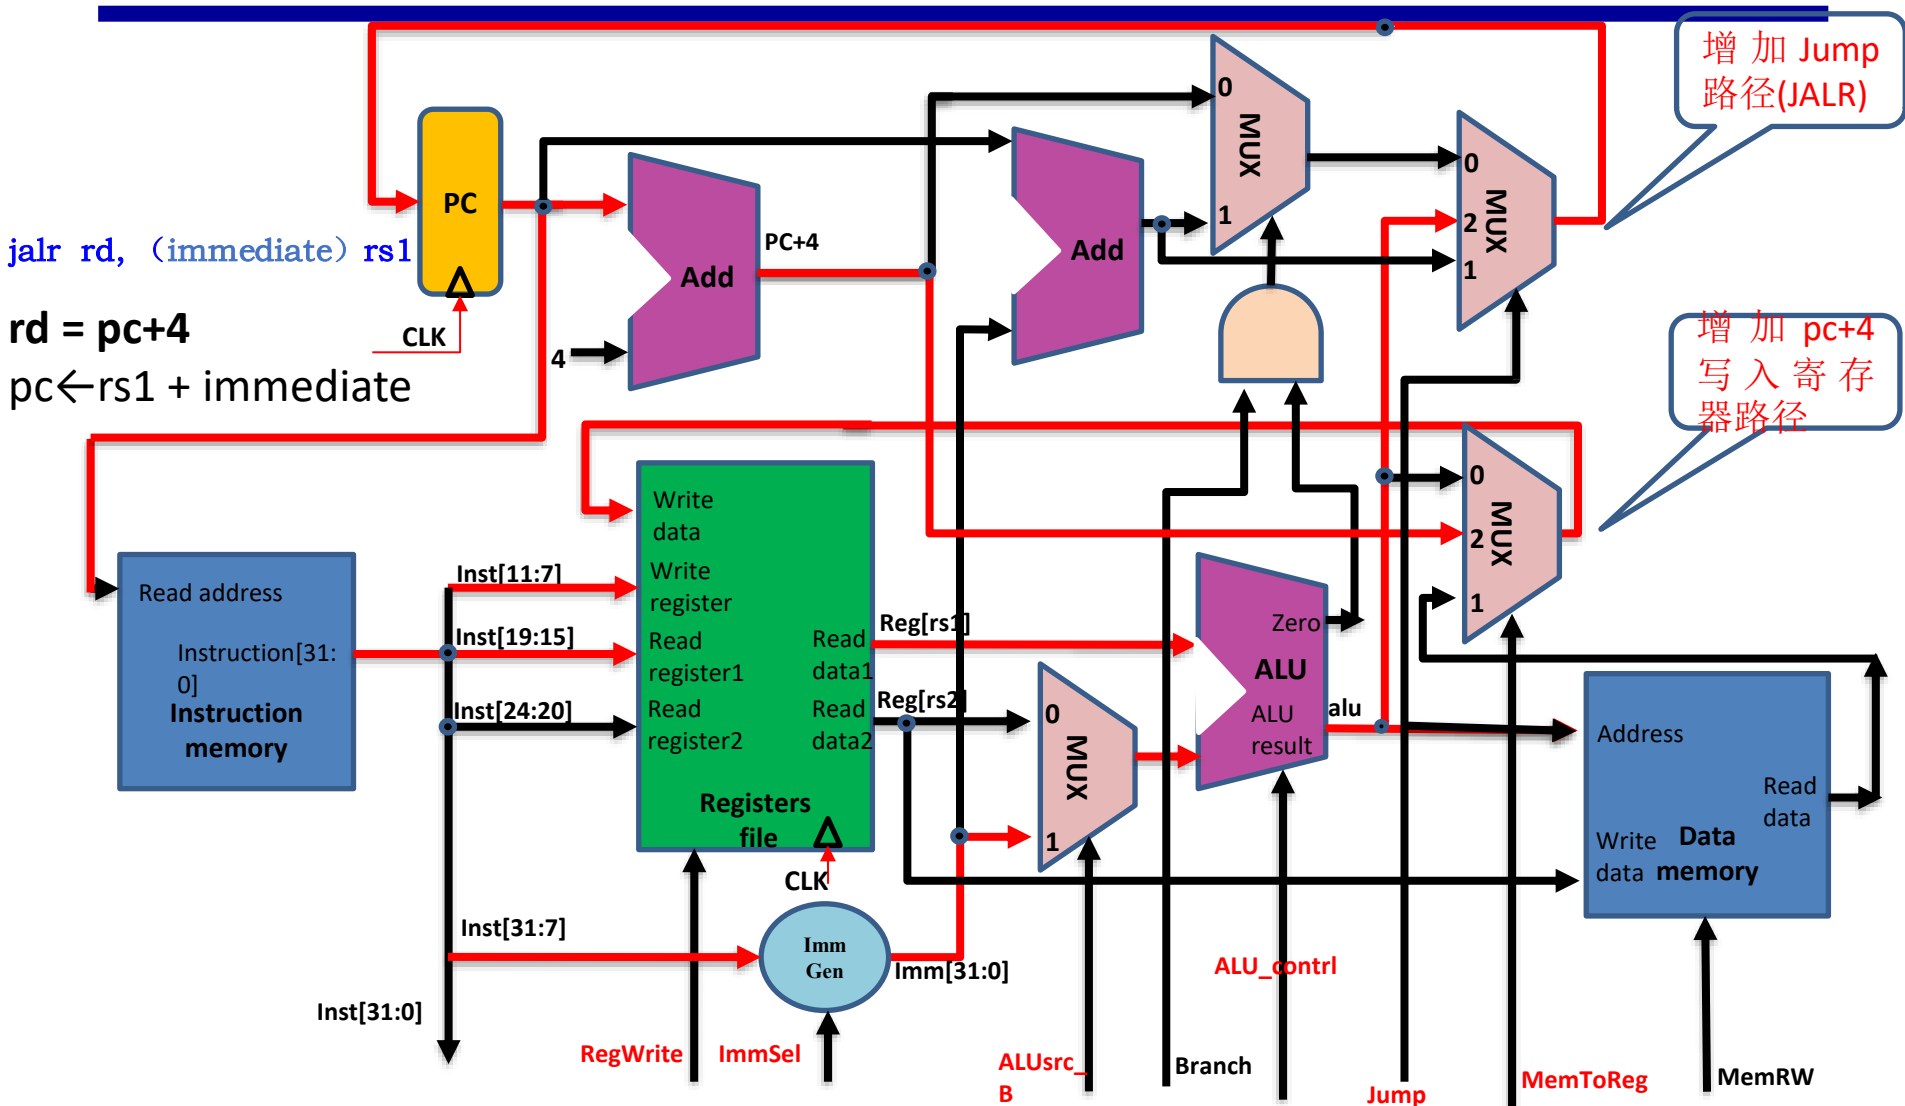 增 加 Jump
路径(JALR)
0
MUX
1
0
MUX
2
1
PC
CLK
jalr rd, （immediate）rs1
rd = pc+4
pc←rs1 + immediate
PC+4
Add
4
Add
增 加 pc+4
写 入 寄 存
器路径
0
MUX
2
1
Write
data
Write
register
Read
register1
Read
register2
Read
data1
Read
data2
Registers
file
CLK
Inst[11:7]
Inst[19:15]
Inst[24:20]
Read address
Instruction[31:
0]
Instruction
memory
Reg[rs1]
Reg[rs2]
0
MUX
1
Zero
ALU
ALU
result
alu
Address
Read
data
Write
data
Data
memory
Inst[31:7]
Imm
Gen
Imm[31:0]
Inst[31:0]
RegWrite
ImmSel
ALUsrc_
B
Branch
ALU_contrl
Jump
MemToReg
MemRW